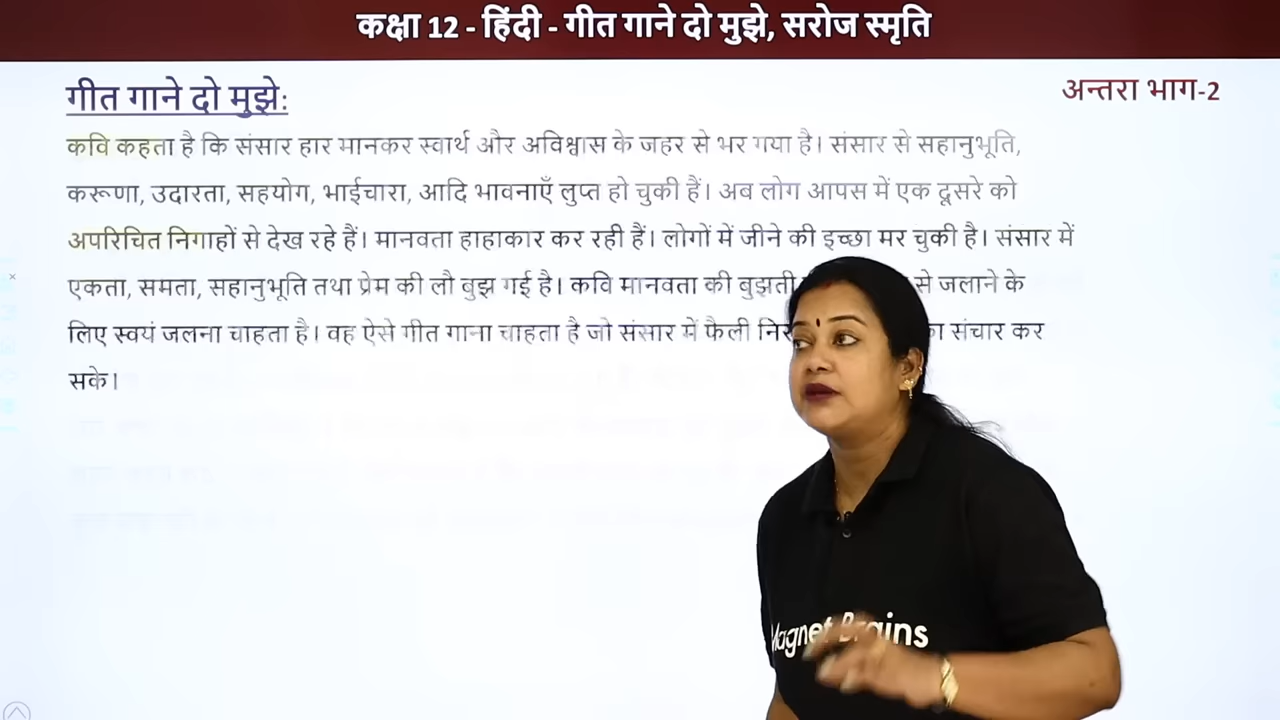 कक्षा 12 - हिंदी - गीत गाने दो मुझे, सरोज स्मृति
गीत गाने दो मुझे:
अन्तरा भाग-2
कवि कहता है कि संसार हार मानकर स्वार्थ और अविश्वास के जहर से भर गया है। संसार से सहानुभूति,
करूणा, उदारता, सहयोग, भाईचारा, आदि भावनाएँ लुप्त हो चुकी हैं। अब लोग आपस में एक दूसरे को
अपरिचित निगाहों से देख रहे हैं। मानवता हाहाकार कर रही हैं। लोगों में जीने की इच्छा मर चुकी है। संसार में
एकता, समता, सहानुभूति तथा प्रेम की लौ बुझ गई है। कवि मानवता की बुझती से जलाने के
लिए स्वयं जलना चाहता है। वह ऐसे गीत गाना चाहता है जो संसार में फैली संचार कर
सके।
Magnet Brains